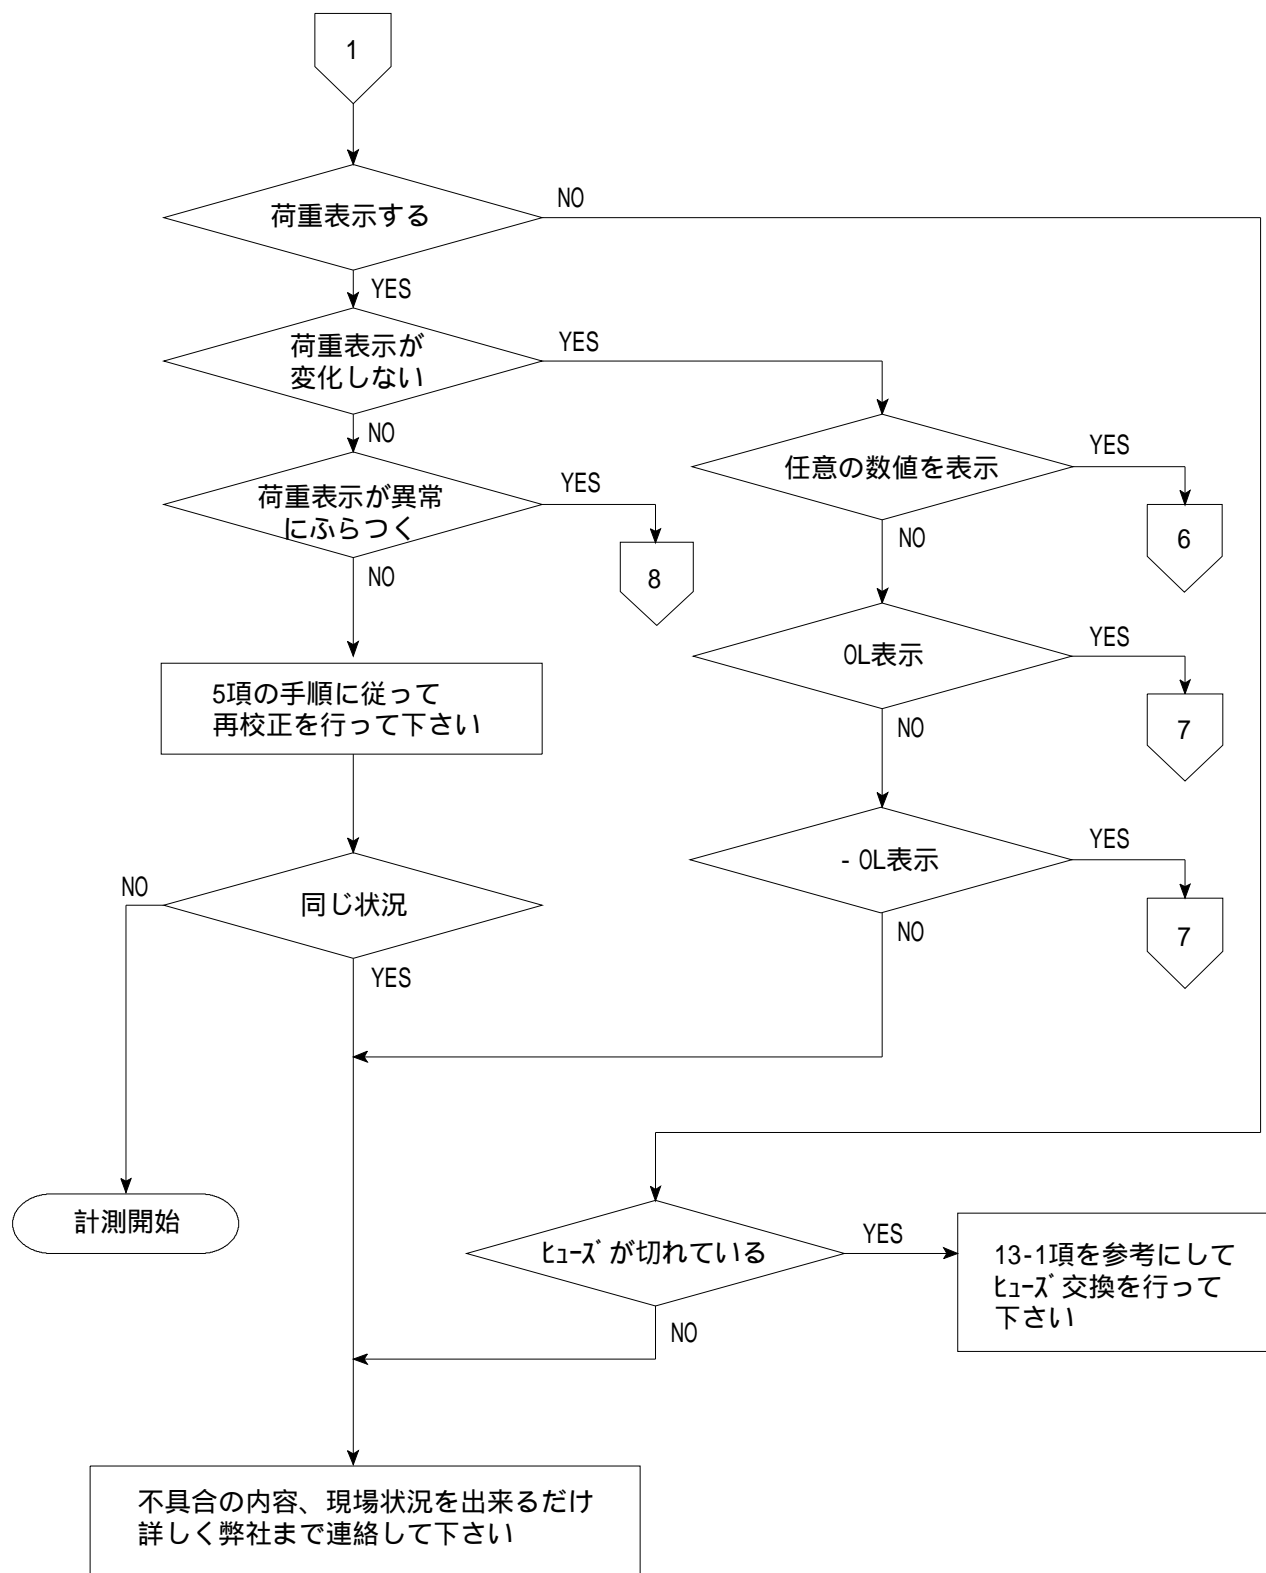 1
荷重表示する
NO
YES
荷重表示が
変化しない
YES
NO
任意の数値を表示
YES
6
NO
荷重表示が異常
にふらつく
YES
8
NO
OL表示
YES
7
NO
5項の手順に従って
再校正を行って下さい
- OL表示
YES
7
NO
同じ状況
NO
YES
計測開始
ﾋｭｰｽﾞが切れている
YES
NO
13-1項を参考にして
ﾋｭｰｽﾞ交換を行って
下さい
不具合の内容、現場状況を出来るだけ
詳しく弊社まで連絡して下さい